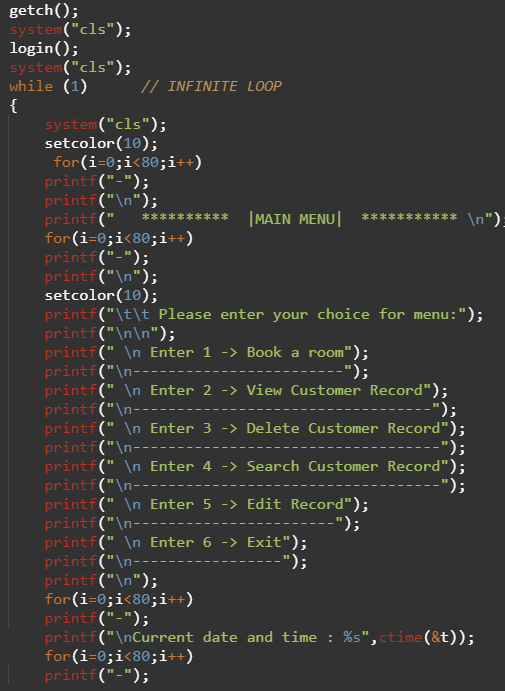 getch();
system("cls");
login();
system("cls");
while (1)      // INFINITE LOOP
{
    system("cls");
    setcolor(10);
     for(i=0;i<80;i++)
    printf("-");
    printf("\n");
    printf("   **********  |MAIN MENU|  *********** \n");
    for(i=0;i<80;i++)
    printf("-");
    printf("\n");
    setcolor(10);
    printf("\t\t Please enter your choice for menu:");
    printf("\n\n");
    printf(" \n Enter 1 -> Book a room");
    printf("\n------------------------");
    printf(" \n Enter 2 -> View Customer Record");
    printf("\n----------------------------------");
    printf(" \n Enter 3 -> Delete Customer Record");
    printf("\n-----------------------------------");
    printf(" \n Enter 4 -> Search Customer Record");
    printf("\n-----------------------------------");
    printf(" \n Enter 5 -> Edit Record");
    printf("\n-----------------------");
    printf(" \n Enter 6 -> Exit");
    printf("\n-----------------");
    printf("\n");
    for(i=0;i<80;i++)
    printf("-");
    printf("\nCurrent date and time : %s",ctime(&t));
    for(i=0;i<80;i++)
    printf("-");